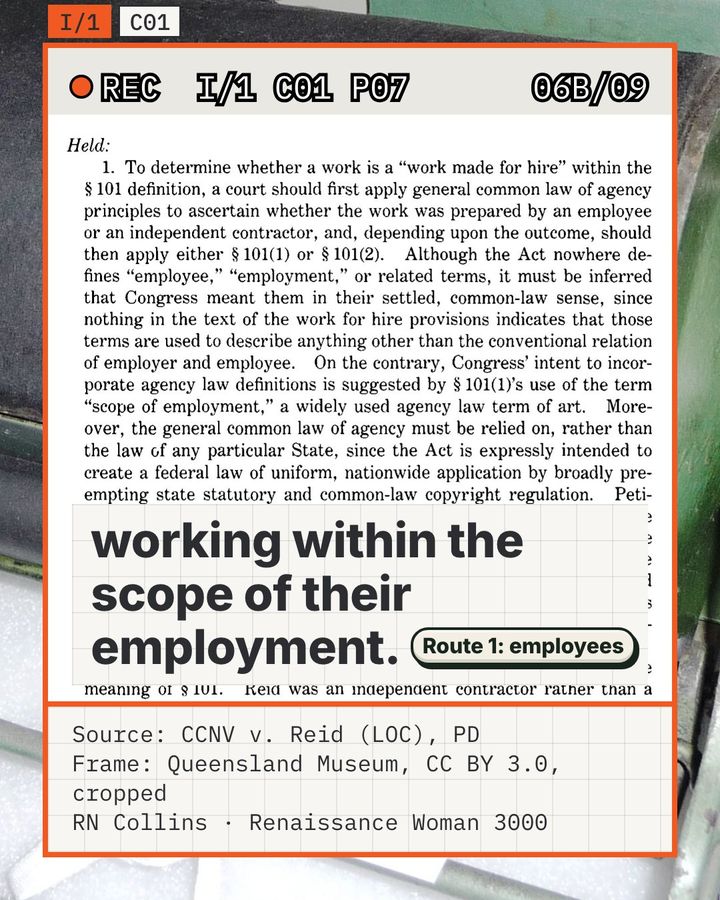 I/1 C01
REC I/1 C01 P07 06B/09
Held:
1. To determine whether a work is a “work made for hire” within the
§ 101 definition, a court should first apply general common law of agency
principles to ascertain whether the work was prepared by an employee
or an independent contractor, and, depending upon the outcome, should
then apply either § 101(1) or § 101(2). Although the Act nowhere de-
fines “employee,” “employment,” or related terms, it must be inferred
that Congress meant them in their settled, common-law sense, since
nothing in the text of the work for hire provisions indicates that those
terms are used to describe anything other than the conventional relation
of employer and employee. On the contrary, Congress’ intent to incor-
porate agency law definitions is suggested by § 101(1)’s use of the term
“scope of employment,” a widely used agency law term of art. More-
over, the general common law of agency must be relied on, rather than
the law of any particular State, since the Act is expressly intended to
create a federal law of uniform, nationwide application by broadly pre-
empting state statutory and common-law copyright regulation. Peti-
working within the
scope of their
employment. Route 1: employees
meaning of § 101. Reid was an independent contractor rather than a
Source: CCNV v. Reid (LOC), PD
Frame: Queensland Museum, CC BY 3.0,
cropped
RN Collins · Renaissance Woman 3000